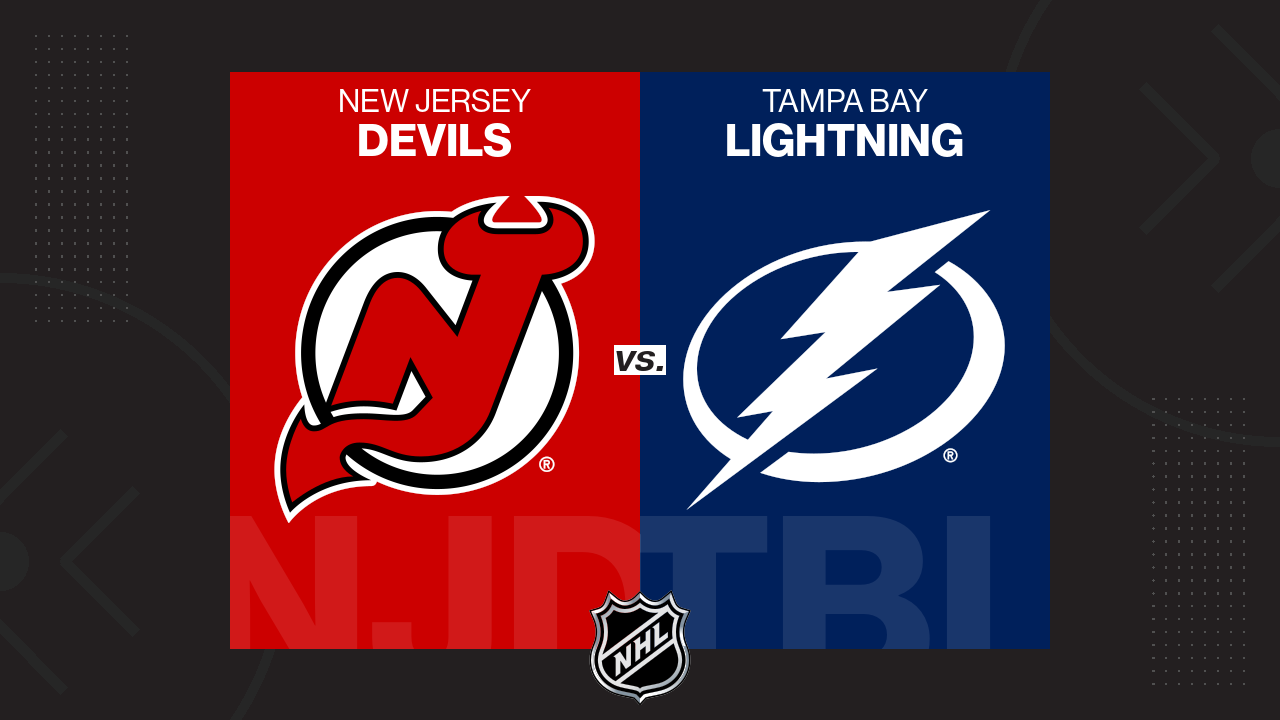 NEW JERSEY
DEVILS
TAMPA BAY
LIGHTNING
vs.
®
®
NJD
TBL
NHL